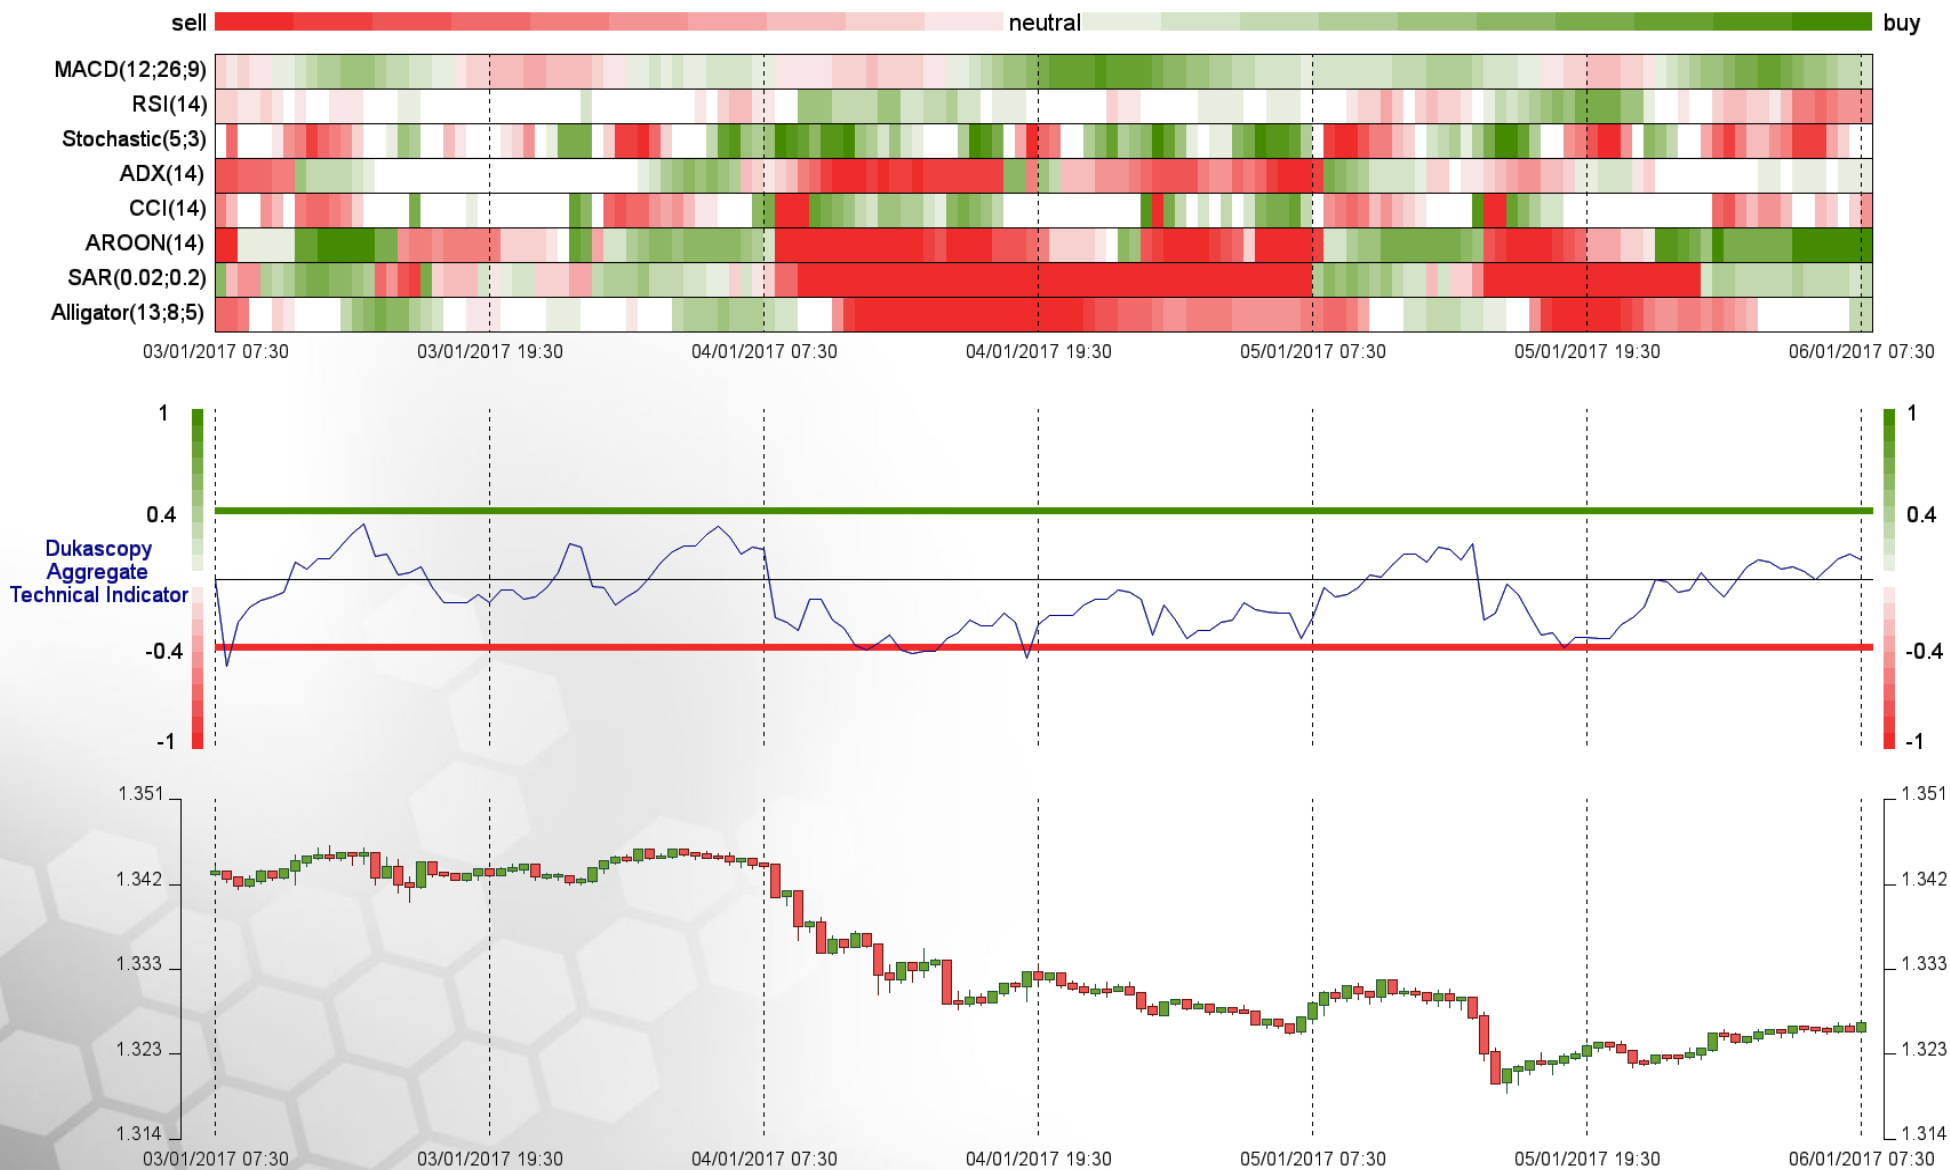 sell neutral buy
MACD(12;26;9)
RSI(14)
Stochastic(5;3)
ADX(14)
CCI(14)
AROON(14)
SAR(0.02;0.2)
Alligator(13;8;5)
03/01/2017 07:30 03/01/2017 19:30 04/01/2017 07:30 04/01/2017 19:30 05/01/2017 07:30 05/01/2017 19:30 06/01/2017 07:30
1 1
0.4 0.4
Dukascopy
Aggregate
Technical Indicator
-0.4 -0.4
-1 -1
1.351 1.351
1.342 1.342
1.333 1.333
1.323 1.323
1.314 1.314
03/01/2017 07:30 03/01/2017 19:30 04/01/2017 07:30 04/01/2017 19:30 05/01/2017 07:30 05/01/2017 19:30 06/01/2017 07:30